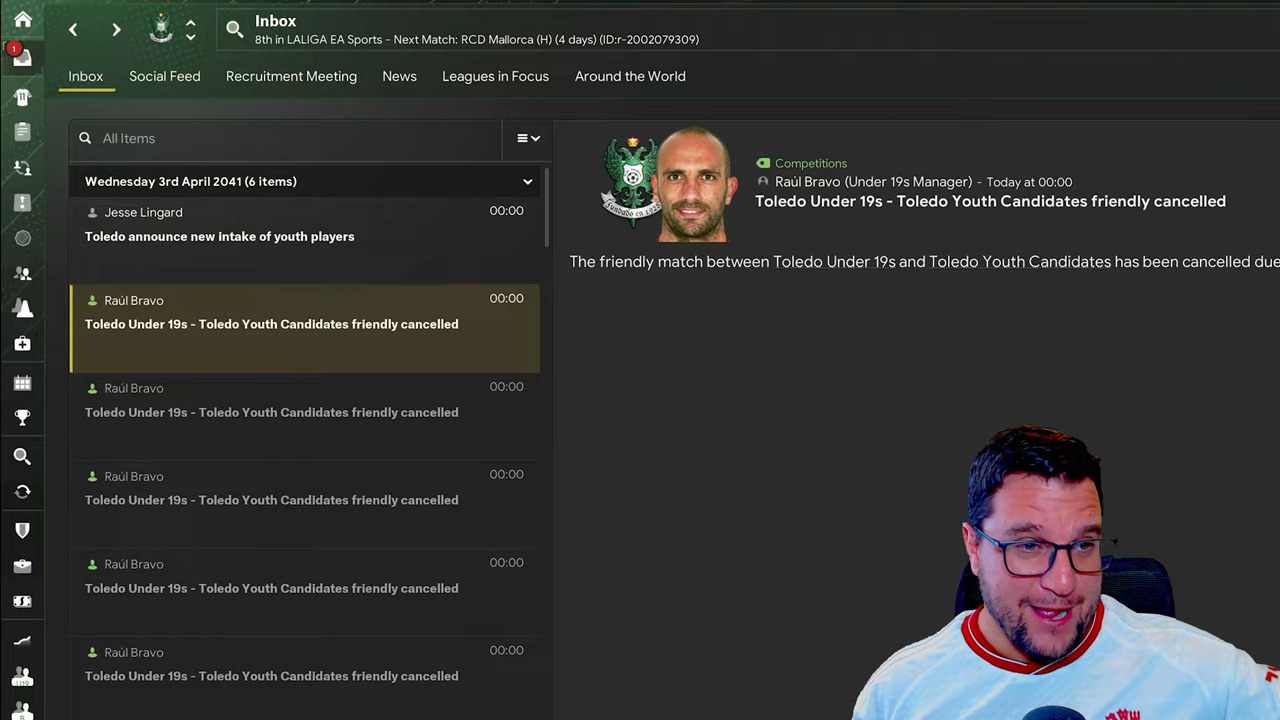 Inbox
8th in LALIGA EA Sports - Next Match: RCD Mallorca (H) (4 days) (ID:r-2002079309)
1
11
Inbox
Social Feed
Recruitment Meeting
News
Leagues in Focus
Around the World
All Items
Wednesday 3rd April 2041 (6 items)
Jesse Lingard
00:00
Toledo announce new intake of youth players
Raúl Bravo
00:00
Toledo Under 19s - Toledo Youth Candidates friendly cancelled
Raúl Bravo
00:00
Toledo Under 19s - Toledo Youth Candidates friendly cancelled
Raúl Bravo
00:00
Toledo Under 19s - Toledo Youth Candidates friendly cancelled
Raúl Bravo
00:00
Toledo Under 19s - Toledo Youth Candidates friendly cancelled
Raúl Bravo
00:00
Toledo Under 19s - Toledo Youth Candidates friendly cancelled
Competitions
Raúl Bravo (Under 19s Manager) - Today at 00:00
Toledo Under 19s - Toledo Youth Candidates friendly cancelled
The friendly match between Toledo Under 19s and Toledo Youth Candidates has been cancelled due